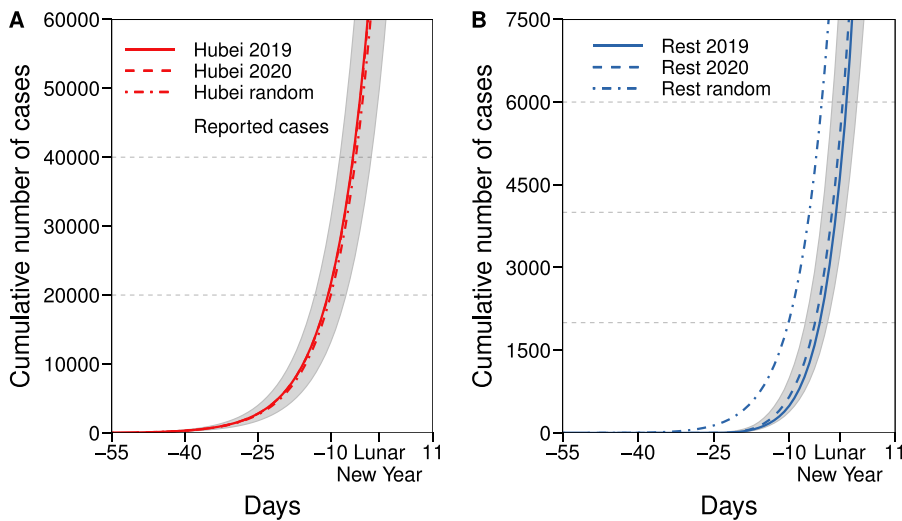 A
Cumulative number of cases
60000
50000
40000
30000
20000
10000
0
Hubei 2019
Hubei 2020
Hubei random
Reported cases
−55
−40
−25
−10
Lunar
New Year
11
Days
B
Cumulative number of cases
7500
6000
4500
3000
1500
0
Rest 2019
Rest 2020
Rest random
−55
−40
−25
−10
Lunar
New Year
11
Days